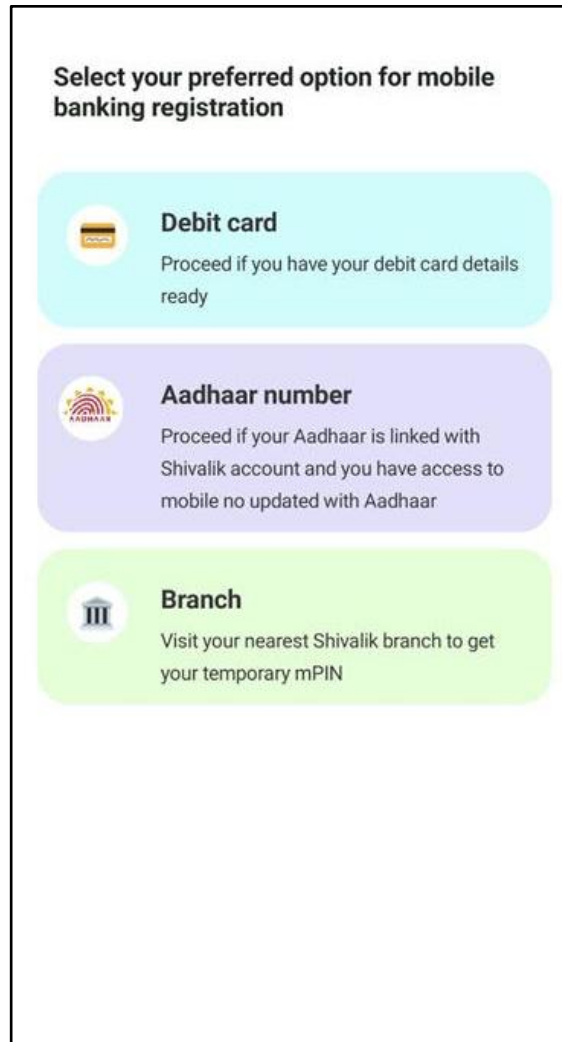 Select your preferred option for mobile
banking registration
Debit card
Proceed if you have your debit card details
ready
AADHAAR
Aadhaar number
Proceed if your Aadhaar is linked with
Shivalik account and you have access to
mobile no updated with Aadhaar
Branch
Visit your nearest Shivalik branch to get
your temporary mPIN